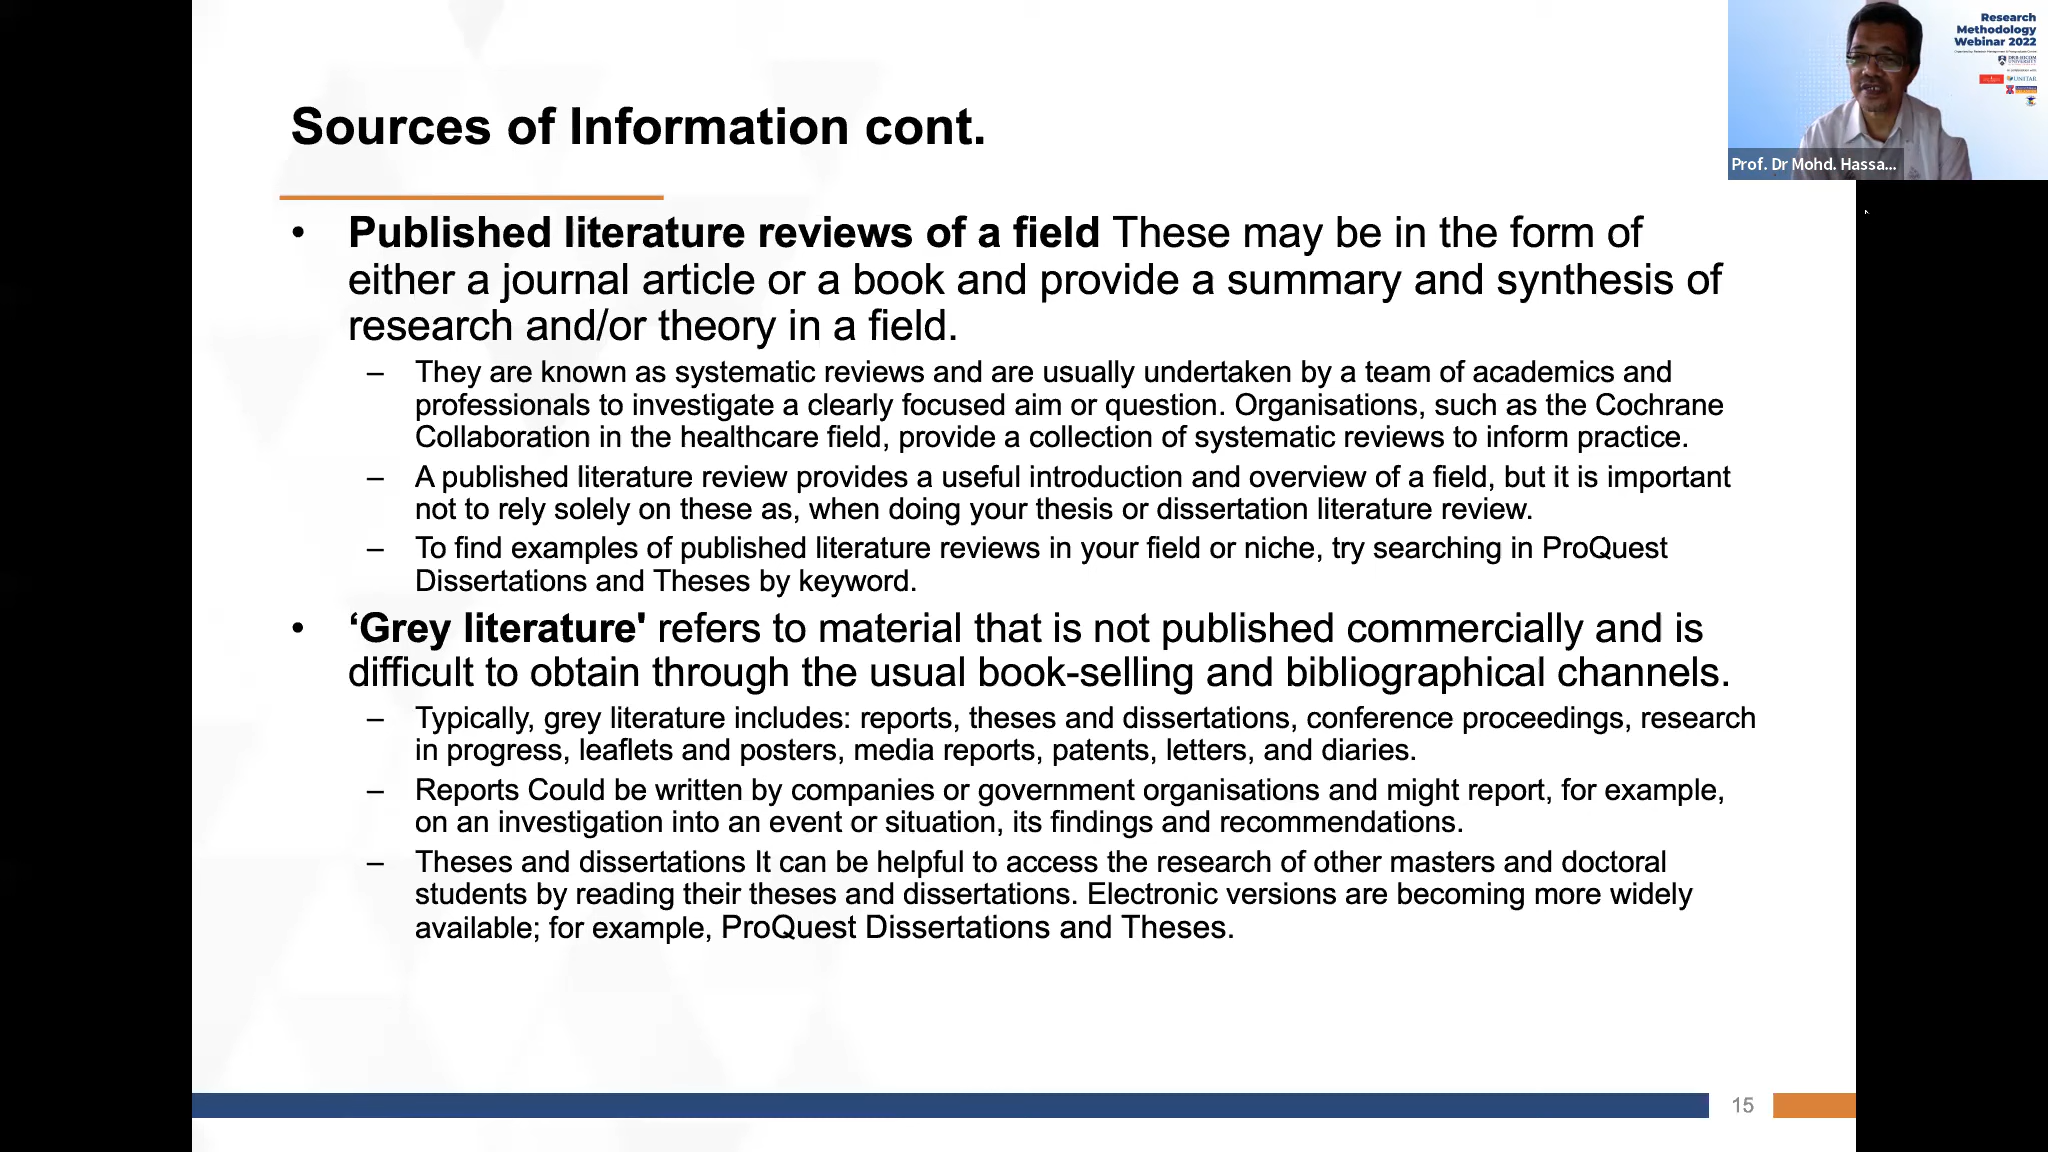 Research
Methodology
Webinar 2022
UNITAR
Prof. Dr Mohd. Hassa...
Sources of Information cont.
• Published literature reviews of a field These may be in the form of
either a journal article or a book and provide a summary and synthesis of
research and/or theory in a field.
– They are known as systematic reviews and are usually undertaken by a team of academics and
professionals to investigate a clearly focused aim or question. Organisations, such as the Cochrane
Collaboration in the healthcare field, provide a collection of systematic reviews to inform practice.
– A published literature review provides a useful introduction and overview of a field, but it is important
not to rely solely on these as, when doing your thesis or dissertation literature review.
– To find examples of published literature reviews in your field or niche, try searching in ProQuest
Dissertations and Theses by keyword.
• ‘Grey literature' refers to material that is not published commercially and is
difficult to obtain through the usual book-selling and bibliographical channels.
– Typically, grey literature includes: reports, theses and dissertations, conference proceedings, research
in progress, leaflets and posters, media reports, patents, letters, and diaries.
– Reports Could be written by companies or government organisations and might report, for example,
on an investigation into an event or situation, its findings and recommendations.
– Theses and dissertations It can be helpful to access the research of other masters and doctoral
students by reading their theses and dissertations. Electronic versions are becoming more widely
available; for example, ProQuest Dissertations and Theses.
15